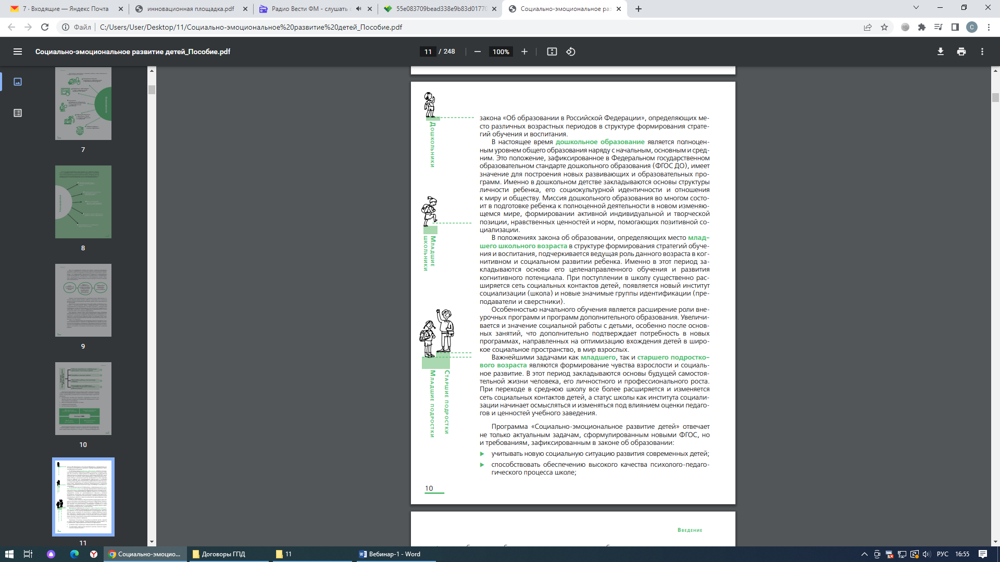 7 · Входящие — Яндекс Почта
инновационная площадка.pdf
Радио Вести ФМ - слушать
55e083709bead338e9b83d01770
Социально-эмоциональное ра
Файл
C:/Users/User/Desktop/11/Социально-эмоциональное%20развитие%20детей_Пособие.pdf
С
Социально-эмоциональное развитие детей_Пособие.pdf
11 / 248
100%
7
8
9
10
11
Дошкольники
Младшие школьники
Младшие подростки
Старшие подростки
закона «Об образовании в Российской Федерации», определяющих ме-
сто различных возрастных периодов в структуре формирования страте-
гий обучения и воспитания.
В настоящее время дошкольное образование является полноцен-
ным уровнем общего образования наряду с начальным, основным и сред-
ним. Это положение, зафиксированное в Федеральном государственном
образовательном стандарте дошкольного образования (ФГОС ДО), имеет
значение для построения новых развивающих и образовательных про-
грамм. Именно в дошкольном детстве закладываются основы структуры
личности ребенка, его социокультурной идентичности и отношения
к миру и обществу. Миссия дошкольного образования во многом состо-
ит в подготовке ребенка к полноценной деятельности в новом изменяю-
щемся мире, формировании активной индивидуальной и творческой
позиции, нравственных ценностей и норм, помогающих позитивной со-
циализации.
В положениях закона об образовании, определяющих место млад-
шего школьного возраста в структуре формирования стратегий обуче-
ния и воспитания, подчеркивается ведущая роль данного возраста в ког-
нитивном и социальном развитии ребенка. Именно в этот период за-
кладываются основы его целенаправленного обучения и развития
когнитивного потенциала. При поступлении в школу существенно рас-
ширяется сеть социальных контактов детей, появляется новый институт
социализации (школа) и новые значимые группы идентификации (пре-
подаватели и сверстники).
Особенностью начального обучения является расширение роли вне-
урочных программ и программ дополнительного образования. Увеличи-
вается и значение социальной работы с детьми, особенно после основ-
ных занятий, что дополнительно подтверждает потребность в новых
программах, направленных на оптимизацию вхождения детей в широ-
кое социальное пространство, в мир взрослых.
Важнейшими задачами как младшего, так и старшего подростко-
вого возраста являются формирование чувства взрослости и социаль-
ное развитие. В этот период закладываются основы будущей самостоя-
тельной жизни человека, его личностного и профессионального роста.
При переходе в среднюю школу все более расширяется и изменяется
сеть социальных контактов детей, а статус школы как института социали-
зации начинает осмысляться и изменяться под влиянием оценки педаго-
гов и ценностей учебного заведения.
Программа «Социально-эмоциональное развитие детей» отвечает
не только актуальным задачам, сформулированным новыми ФГОС, но
и требованиям, зафиксированным в законе об образовании:
учитывать новую социальную ситуацию развития современных детей;
способствовать обеспечению высокого качества психолого-педаго-
гического процесса школе;
10
Введение
Социально-эмоцио...
Договоры ГПД
11
Вебинар-1 - Word
РУС
16:55